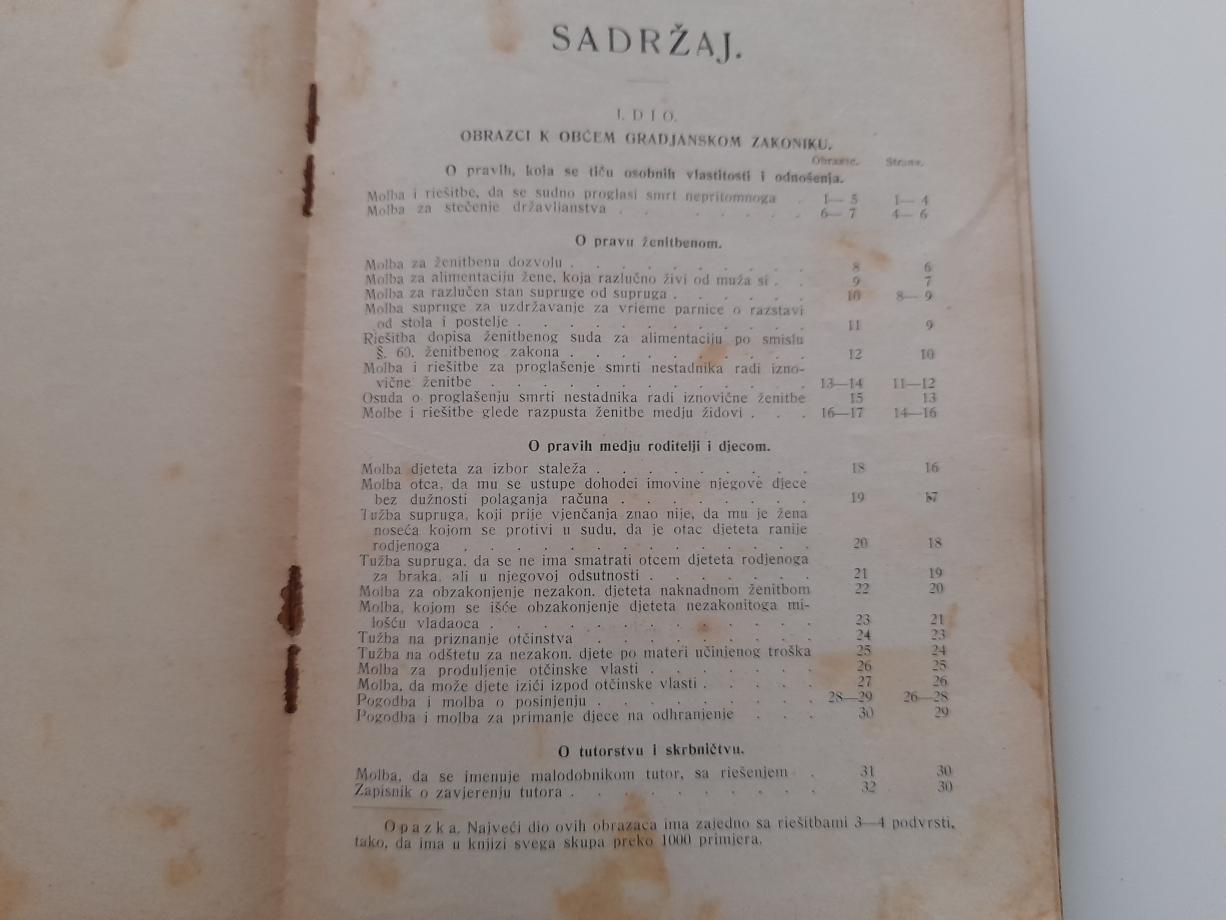 SADRŽAJ.
I. DIO.
OBRAZCI K OBĆEM GRADJANSKOM ZAKONIKU.
Obrazac. Strana.
O pravih, koja se tiču osobnih vlastitosti i odnošenja.
Molba i riešitbe, da se sudno proglasi smrt nepritomnoga . 1— 5 1— 4
Molba za stečenje državljanstva . . . . . . . 6— 7 4— 6
O pravu ženitbenom.
Molba za ženitbenu dozvolu . . . . . . . . . 8 6
Molba za alimentaciju žene, koja razlučno živi od muža si . . 9 7
Molba za razlučen stan supruge od supruga . . . . . . 10 8— 9
Molba supruge za uzdržavanje za vrieme parnice o razstavi
od stola i postelje . . . . . . . . . . . 11 9
Riešitba dopisa ženitbenog suda za alimentaciju po smislu
§. 60. ženitbenog zakona . . . . . . . . . 12 10
Molba i riešitbe za proglašenje smrti nestadnika radi izno-
vične ženitbe . . . . . . . . . . . . 13—14 11—12
Osuda o proglašenju smrti nestadnika radi iznovične ženitbe 15 13
Molbe i riešitbe glede razpusta ženitbe medju židovi . . . 16—17 14—16
O pravih medju roditelji i djecom.
Molba djeteta za izbor staleža . . . . . . . . . 18 16
Molba otca, da mu se ustupe dohodci imovine njegove djece
bez dužnosti polaganja računa . . . . . . . 19 17
Tužba supruga, koji prije vjenčanja znao nije, da mu je žena
noseća kojom se protivi u sudu, da je otac djeteta ranije
rodjenoga . . . . . . . . . . . . . 20 18
Tužba supruga, da se ne ima smatrati otcem djeteta rodjenoga
za braka, ali u njegovoj odsutnosti . . . . . . 21 19
Molba za obzakonjenje nezakon. djeteta naknadnom ženitbom 22 20
Molba, kojom se išće obzakonjenje djeteta nezakonitoga mi-
lošću vladaoca . . . . . . . . . . . . 23 21
Tužba na priznanje otčinstva . . . . . . . . . 24 23
Tužba na odštetu za nezakon. djete po materi učinjenog troška 25 24
Molba za produljenje otčinske vlasti . . . . . . . 26 25
Molba, da može djete izići izpod otčinske vlasti . . . . . 27 26
Pogodba i molba o posinjenju . . . . . . . . . 28—29 26—28
Pogodba i molba za primanje djece na odhranjenje . . . 30 29
O tutorstvu i skrbničtvu.
Molba, da se imenuje malodobnikom tutor, sa riešenjem . 31 30
Zapisnik o zavjerenju tutora . . . . . . . . . . 32 30
Opazka. Najveći dio ovih obrazaca ima zajedno sa riešitbami 3—4 podvrsti,
tako, da ima u knjizi svega skupa preko 1000 primjera.